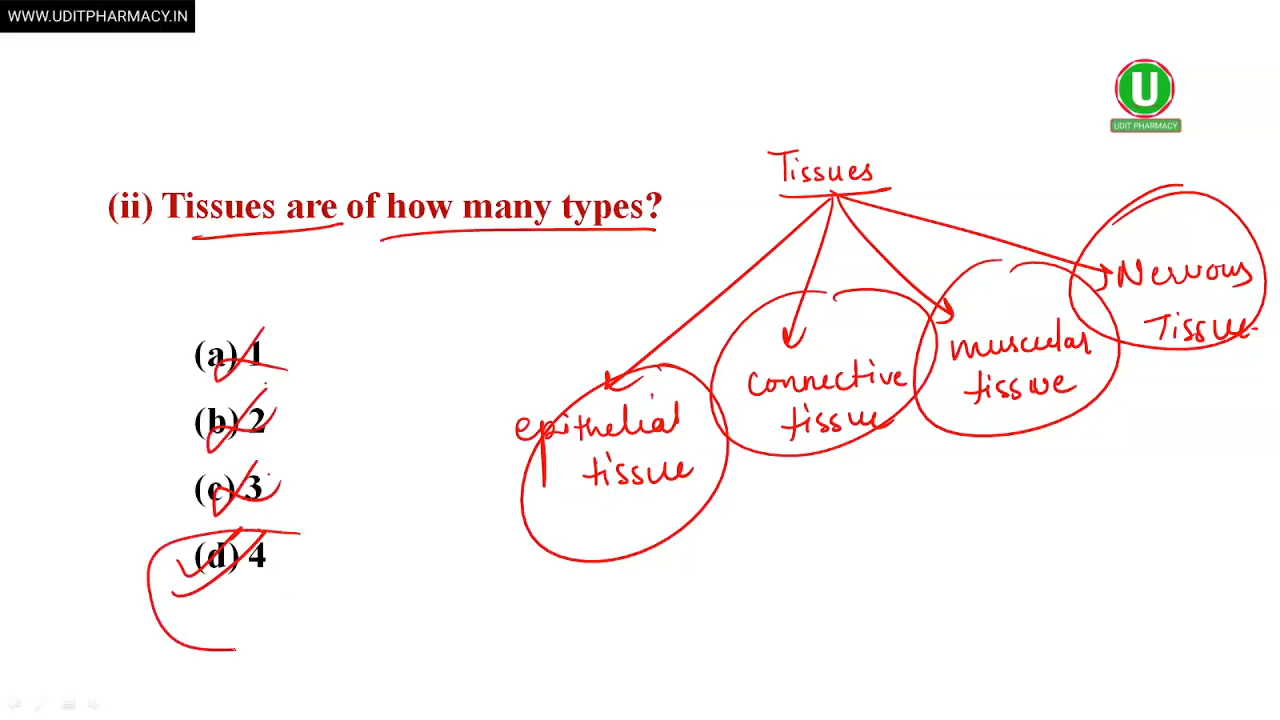 WWW.UDITPHARMACY.IN
U
UDIT PHARMACY
(ii) Tissues are of how many types?
(a) 1
(b) 2
(c) 3
(d) 4
Tissues
epithelial
tissue
connective
tissue
muscular
tissue
Nervous
Tissue